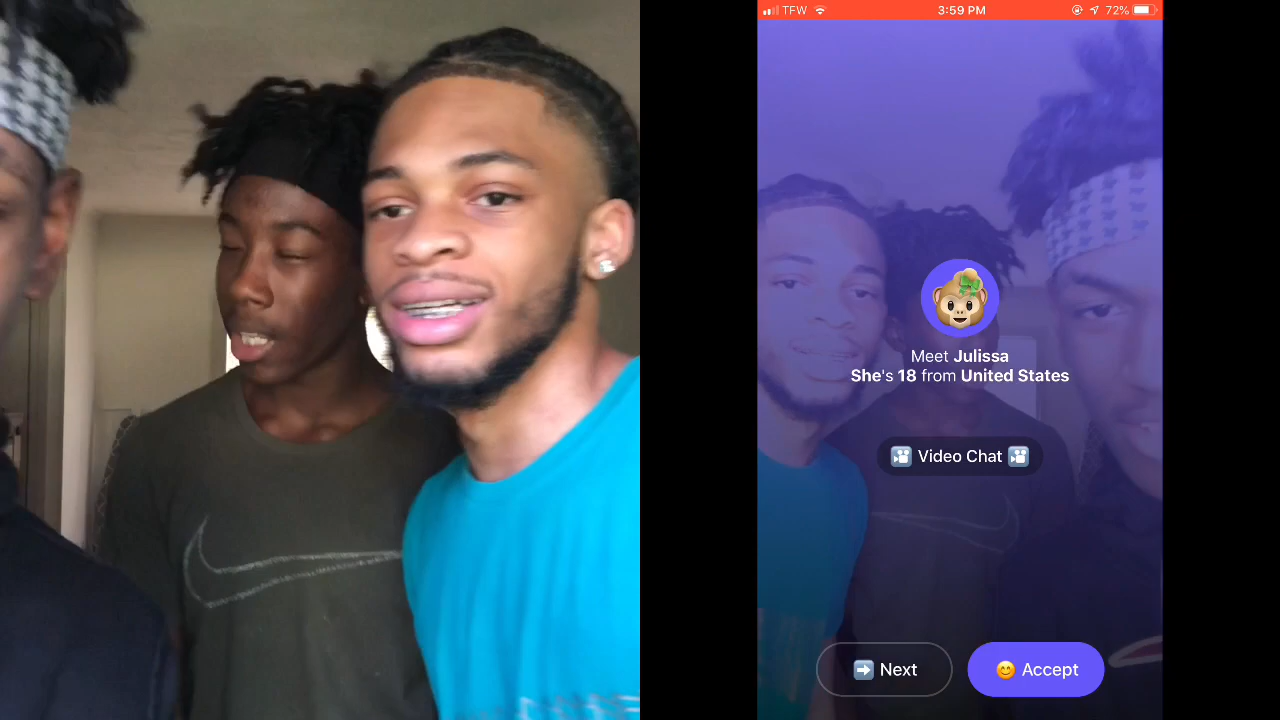 TFW 3:59 PM 72%
Meet Julissa
She's 18 from United States
Video Chat
Next
Accept